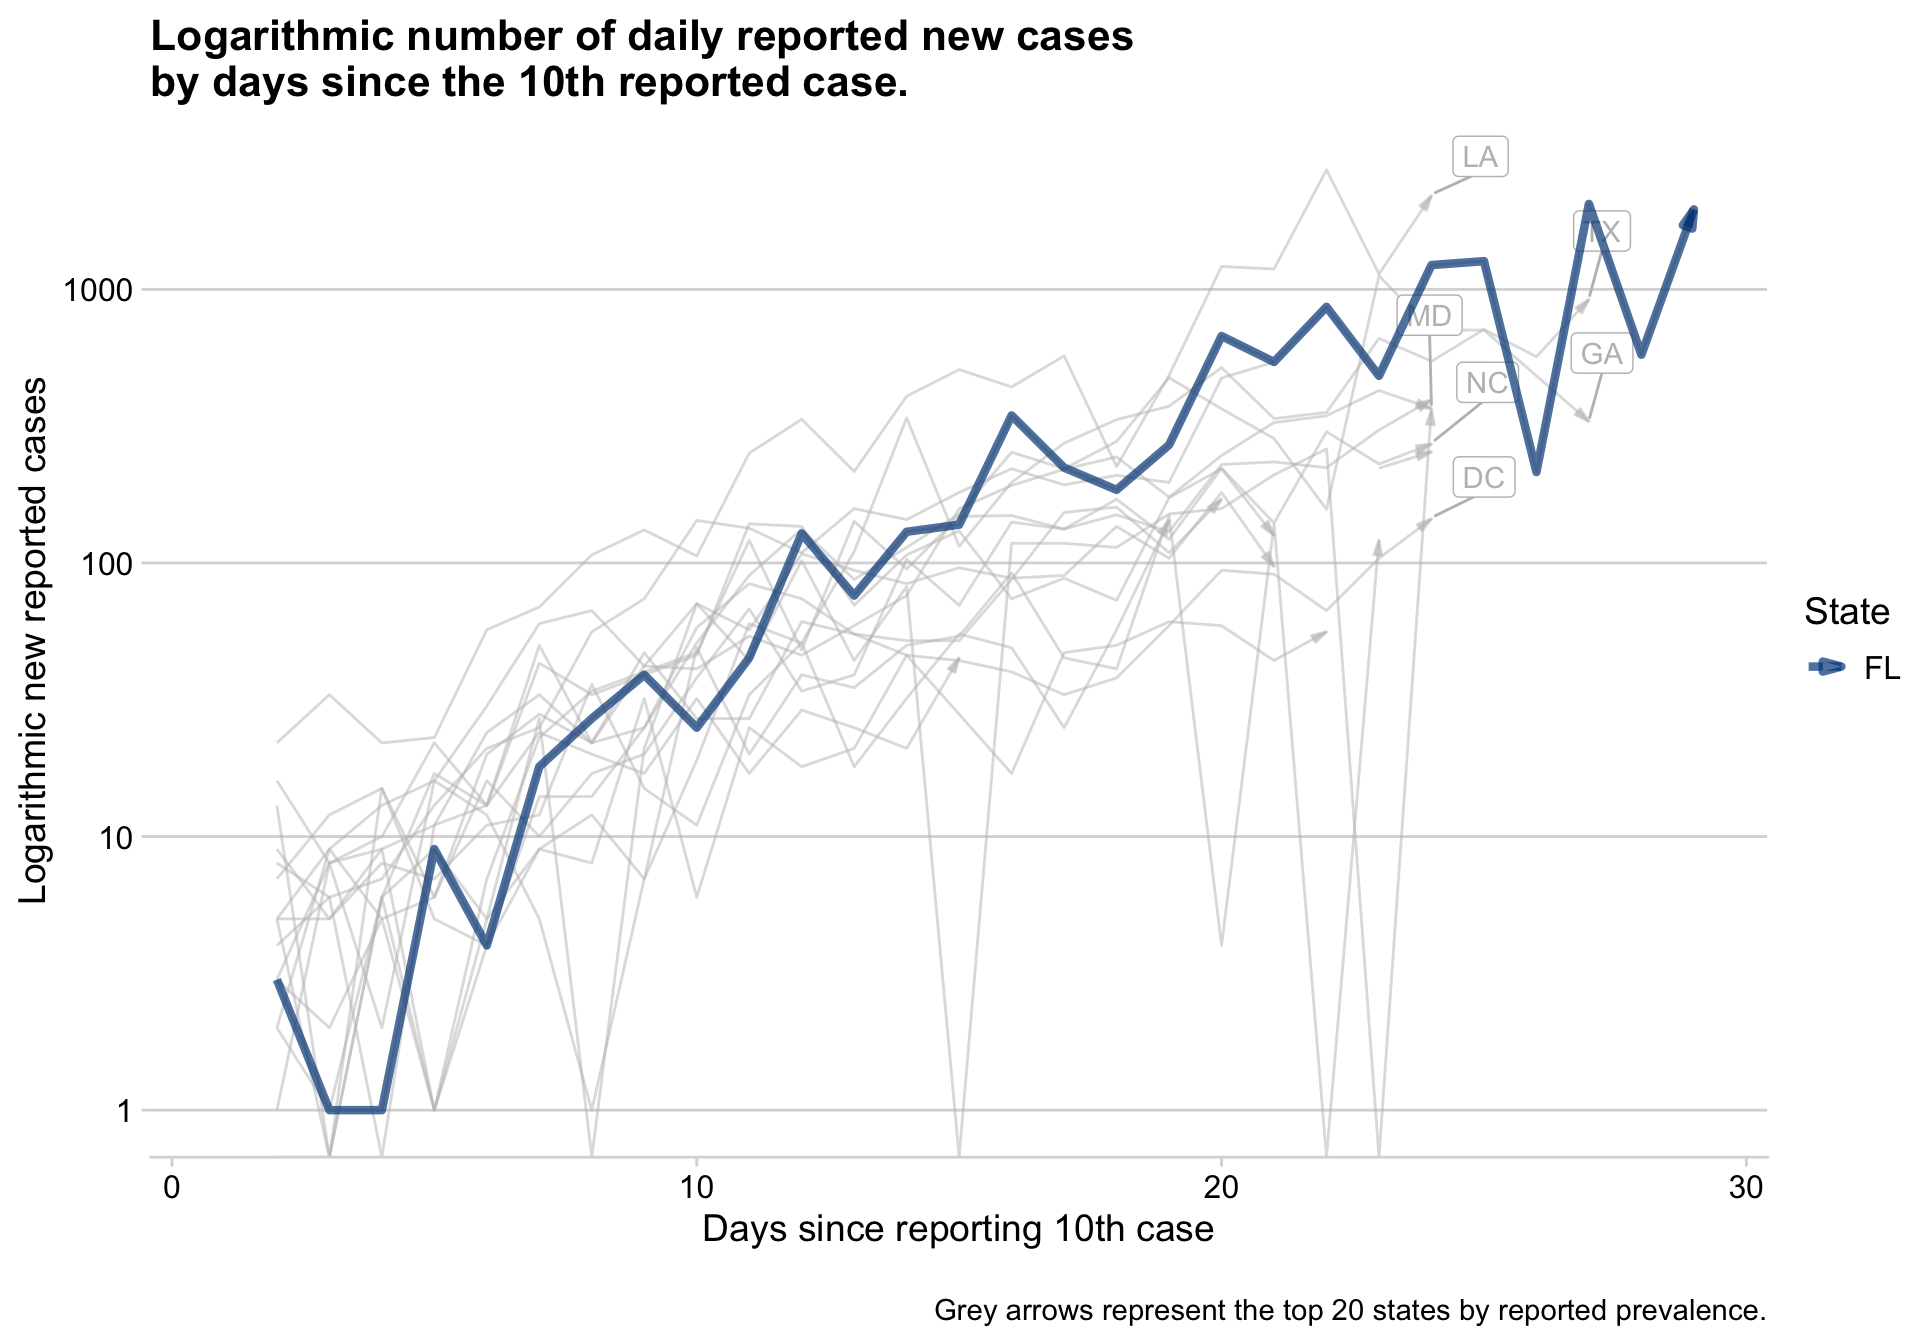 Logarithmic number of daily reported new cases
by days since the 10th reported case.
LA
TX
1000
MD
GA
NC
DC
100
10
1
Logarithmic new reported cases
State
FL
0 10 20 30
Days since reporting 10th case
Grey arrows represent the top 20 states by reported prevalence.